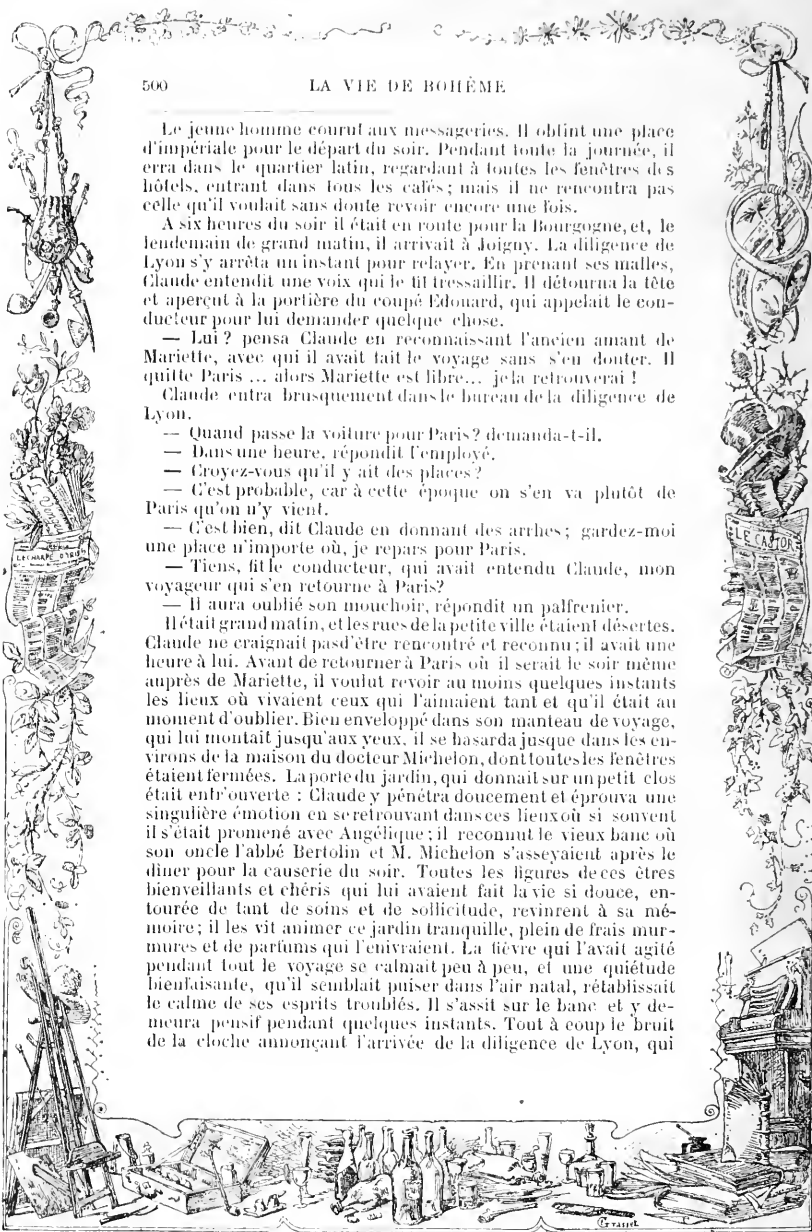 500 LA VIE DE BOHÈME
Le jeune homme courut aux messageries. Il obtint une place
d'impériale pour le départ du soir. Pendant toute la journée, il
erra dans le quartier latin, regardant à toutes les fenêtres des
hôtels, entrant dans tous les cafés ; mais il ne rencontra pas
celle qu'il voulait sans doute revoir encore une fois.
A six heures du soir il était en route pour la Bourgogne, et, le
lendemain de grand matin, il arrivait à Joigny. La diligence de
Lyon s'y arrêta un instant pour relayer. En prenant ses malles,
Claude entendit une voix qui le fit tressaillir. Il détourna la tête
et aperçut à la portière du coupé Edouard, qui appelait le con-
ducteur pour lui demander quelque chose.
— Lui ? pensa Claude en reconnaissant l'ancien amant de
Mariette, avec qui il avait fait le voyage sans s'en douter. Il
quitte Paris ... alors Mariette est libre... je la retrouverai !
Claude entra brusquement dans le bureau de la diligence de
Lyon.
— Quand passe la voiture pour Paris ? demanda-t-il.
— Dans une heure, répondit l'employé.
— Croyez-vous qu'il y ait des places ?
— C'est probable, car à cette époque on s'en va plutôt de
Paris qu'on n'y vient.
— C'est bien, dit Claude en donnant des arrhes ; gardez-moi
une place n'importe où, je repars pour Paris.
— Tiens, fit le conducteur, qui avait entendu Claude, mon
voyageur qui s'en retourne à Paris ?
— Il aura oublié son mouchoir, répondit un palfrenier.
Il était grand matin, et les rues de la petite ville étaient désertes.
Claude ne craignait pas d'être rencontré et reconnu ; il avait une
heure à lui. Avant de retourner à Paris où il serait le soir même
auprès de Mariette, il voulut revoir au moins quelques instants
les lieux où vivaient ceux qui l'aimaient tant et qu'il était au
moment d'oublier. Bien enveloppé dans son manteau de voyage,
qui lui montait jusqu'aux yeux, il se hasarda jusque dans les en-
virons de la maison du docteur Michelon, dont toutes les fenêtres
étaient fermées. La porte du jardin, qui donnait sur un petit clos
était entr'ouverte : Claude y pénétra doucement et éprouva une
singulière émotion en se retrouvant dans ces lieux où si souvent
il s'était promené avec Angélique ; il reconnut le vieux banc où
son oncle l'abbé Bertolin et M. Michelon s'asseyaient après le
dîner pour la causerie du soir. Toutes les figures de ces êtres
bienveillants et chéris qui lui avaient fait la vie si douce, en-
tourée de tant de soins et de sollicitude, revinrent à sa mé-
moire ; il les vit animer ce jardin tranquille, plein de frais mur-
mures et de parfums qui l'enivraient. La fièvre qui l'avait agité
pendant tout le voyage se calmait peu à peu, et une quiétude
bienfaisante, qu'il semblait puiser dans l'air natal, rétablissait
le calme de ses esprits troublés. Il s'assit sur le banc et y de-
meura pensif pendant quelques instants. Tout à coup le bruit
de la cloche annonçant l'arrivée de la diligence de Lyon, qui
L'ECHARPE D'IRIS
LE CASTOR
Grasset